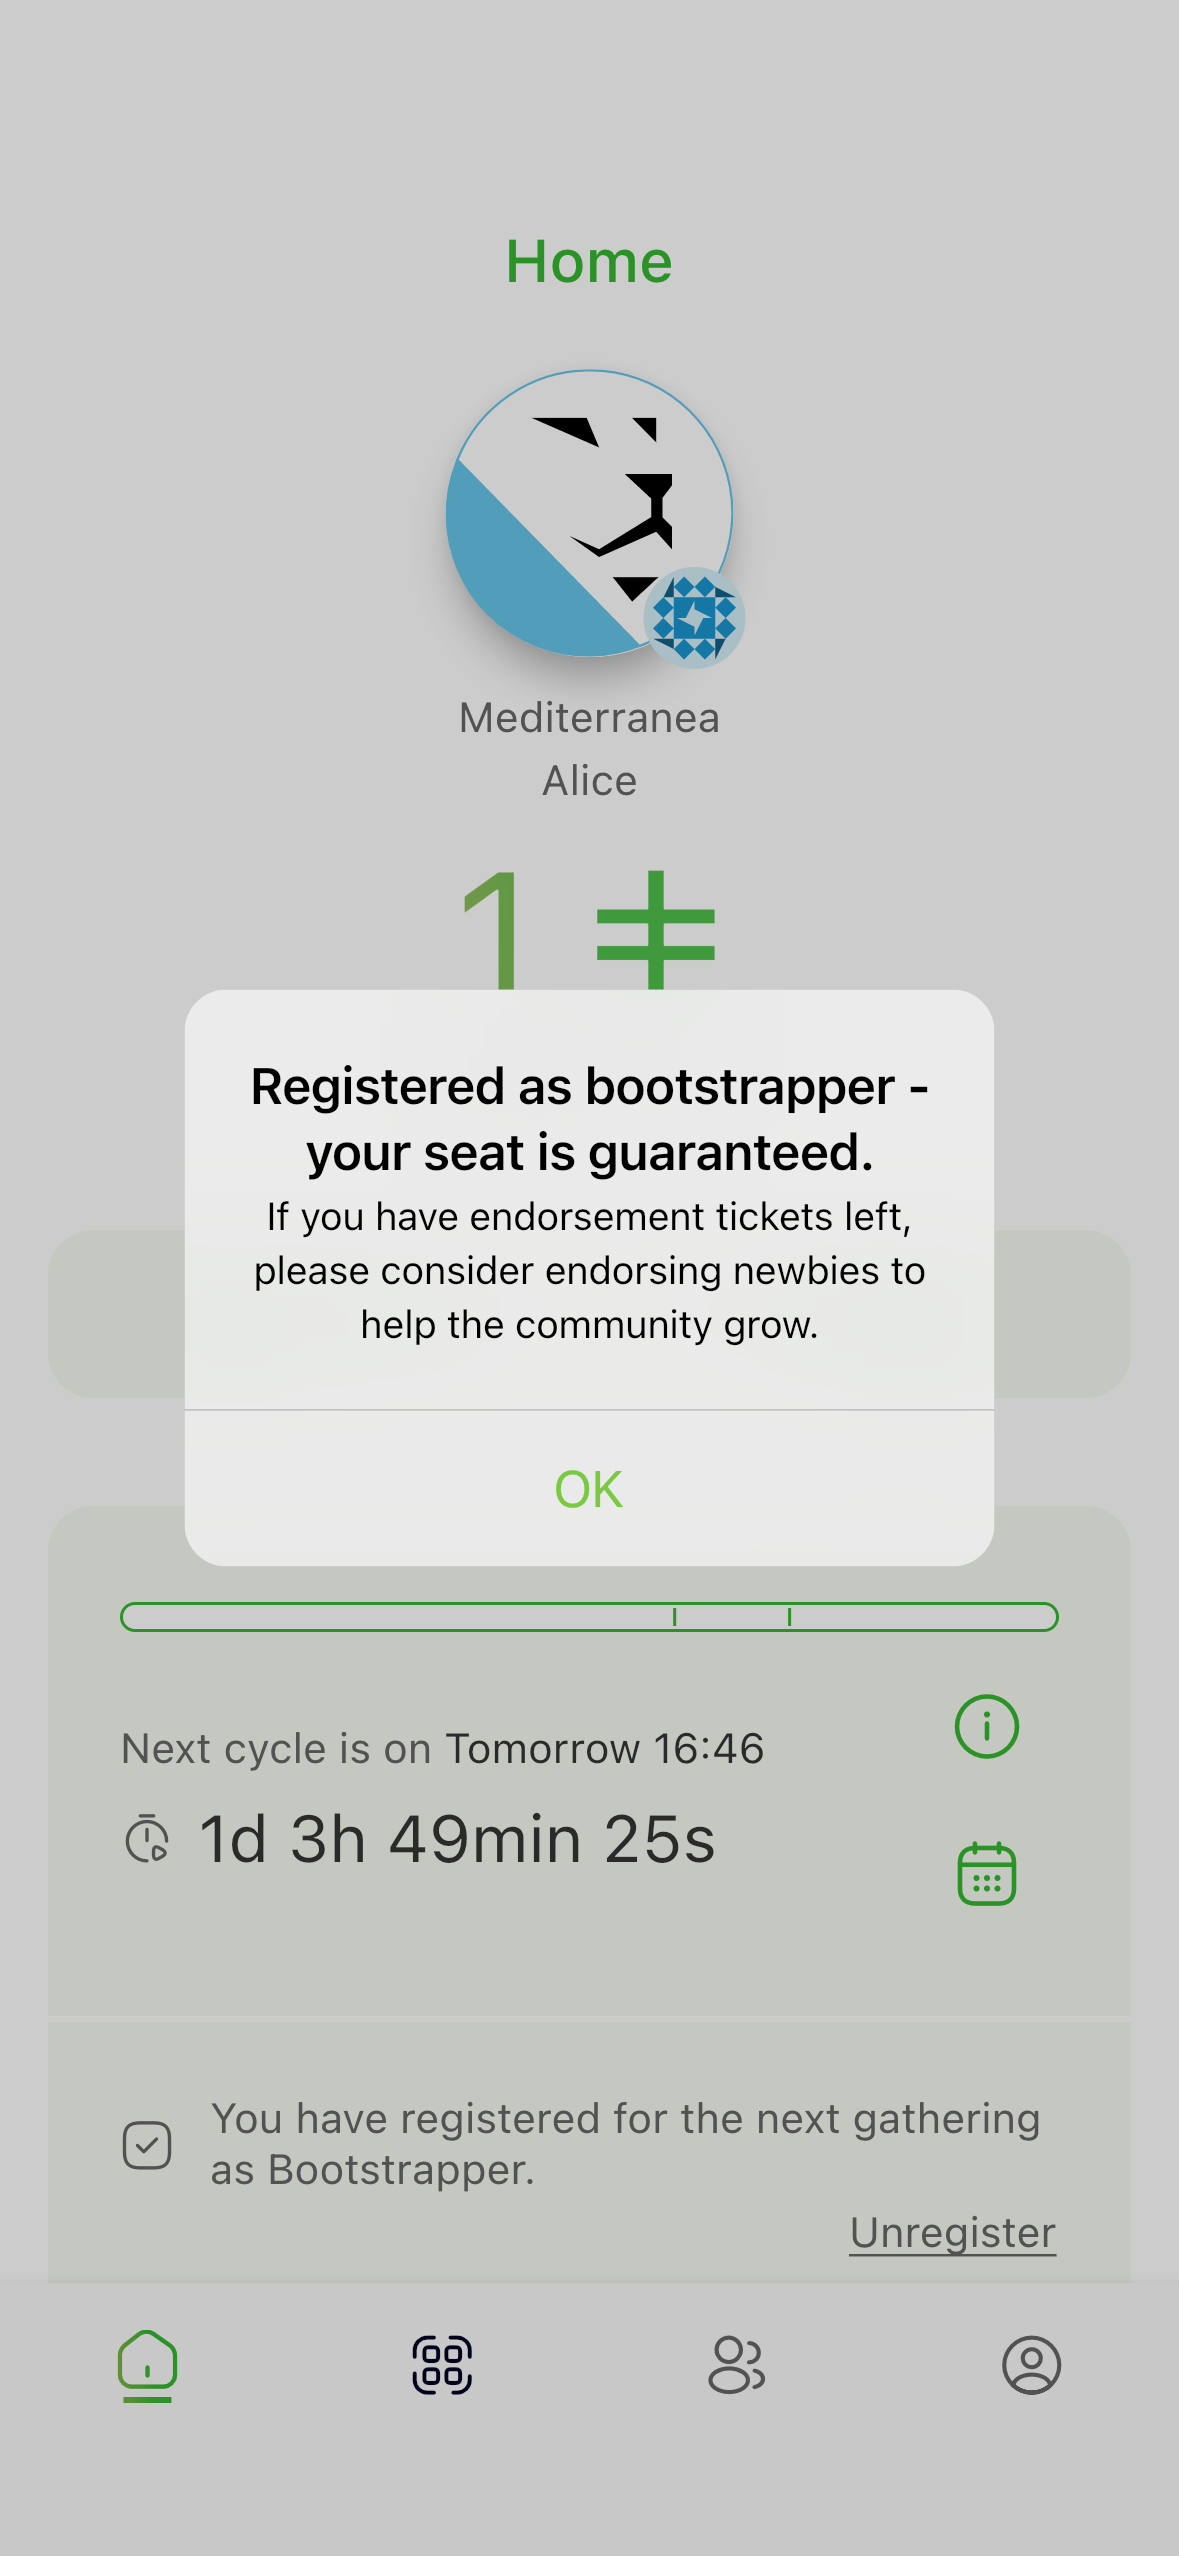 Home
Mediterranea
Alice
1
Registered as bootstrapper -
your seat is guaranteed.
If you have endorsement tickets left,
please consider endorsing newbies to
help the community grow.
OK
Next cycle is on Tomorrow 16:46
1d 3h 49min 25s
You have registered for the next gathering
as Bootstrapper.
Unregister